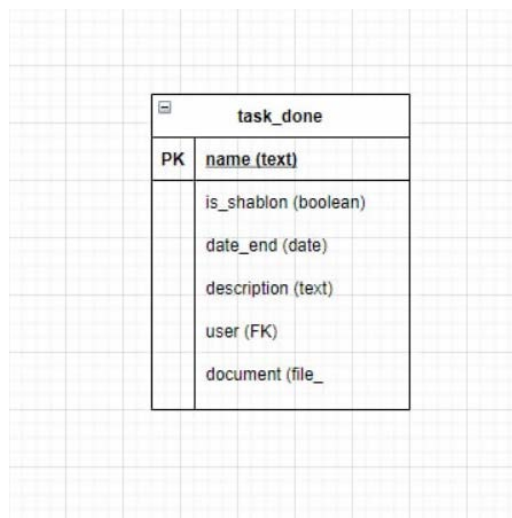 task_done
PK name (text)
is_shablon (boolean)
date_end (date)
description (text)
user (FK)
document (file_